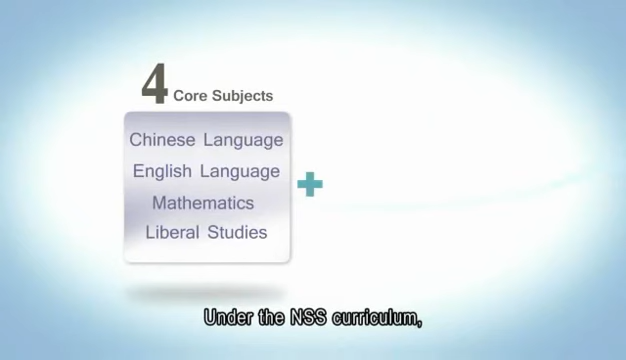 4 Core Subjects
Chinese Language
English Language
Mathematics
Liberal Studies
+
Under the NSS curriculum,